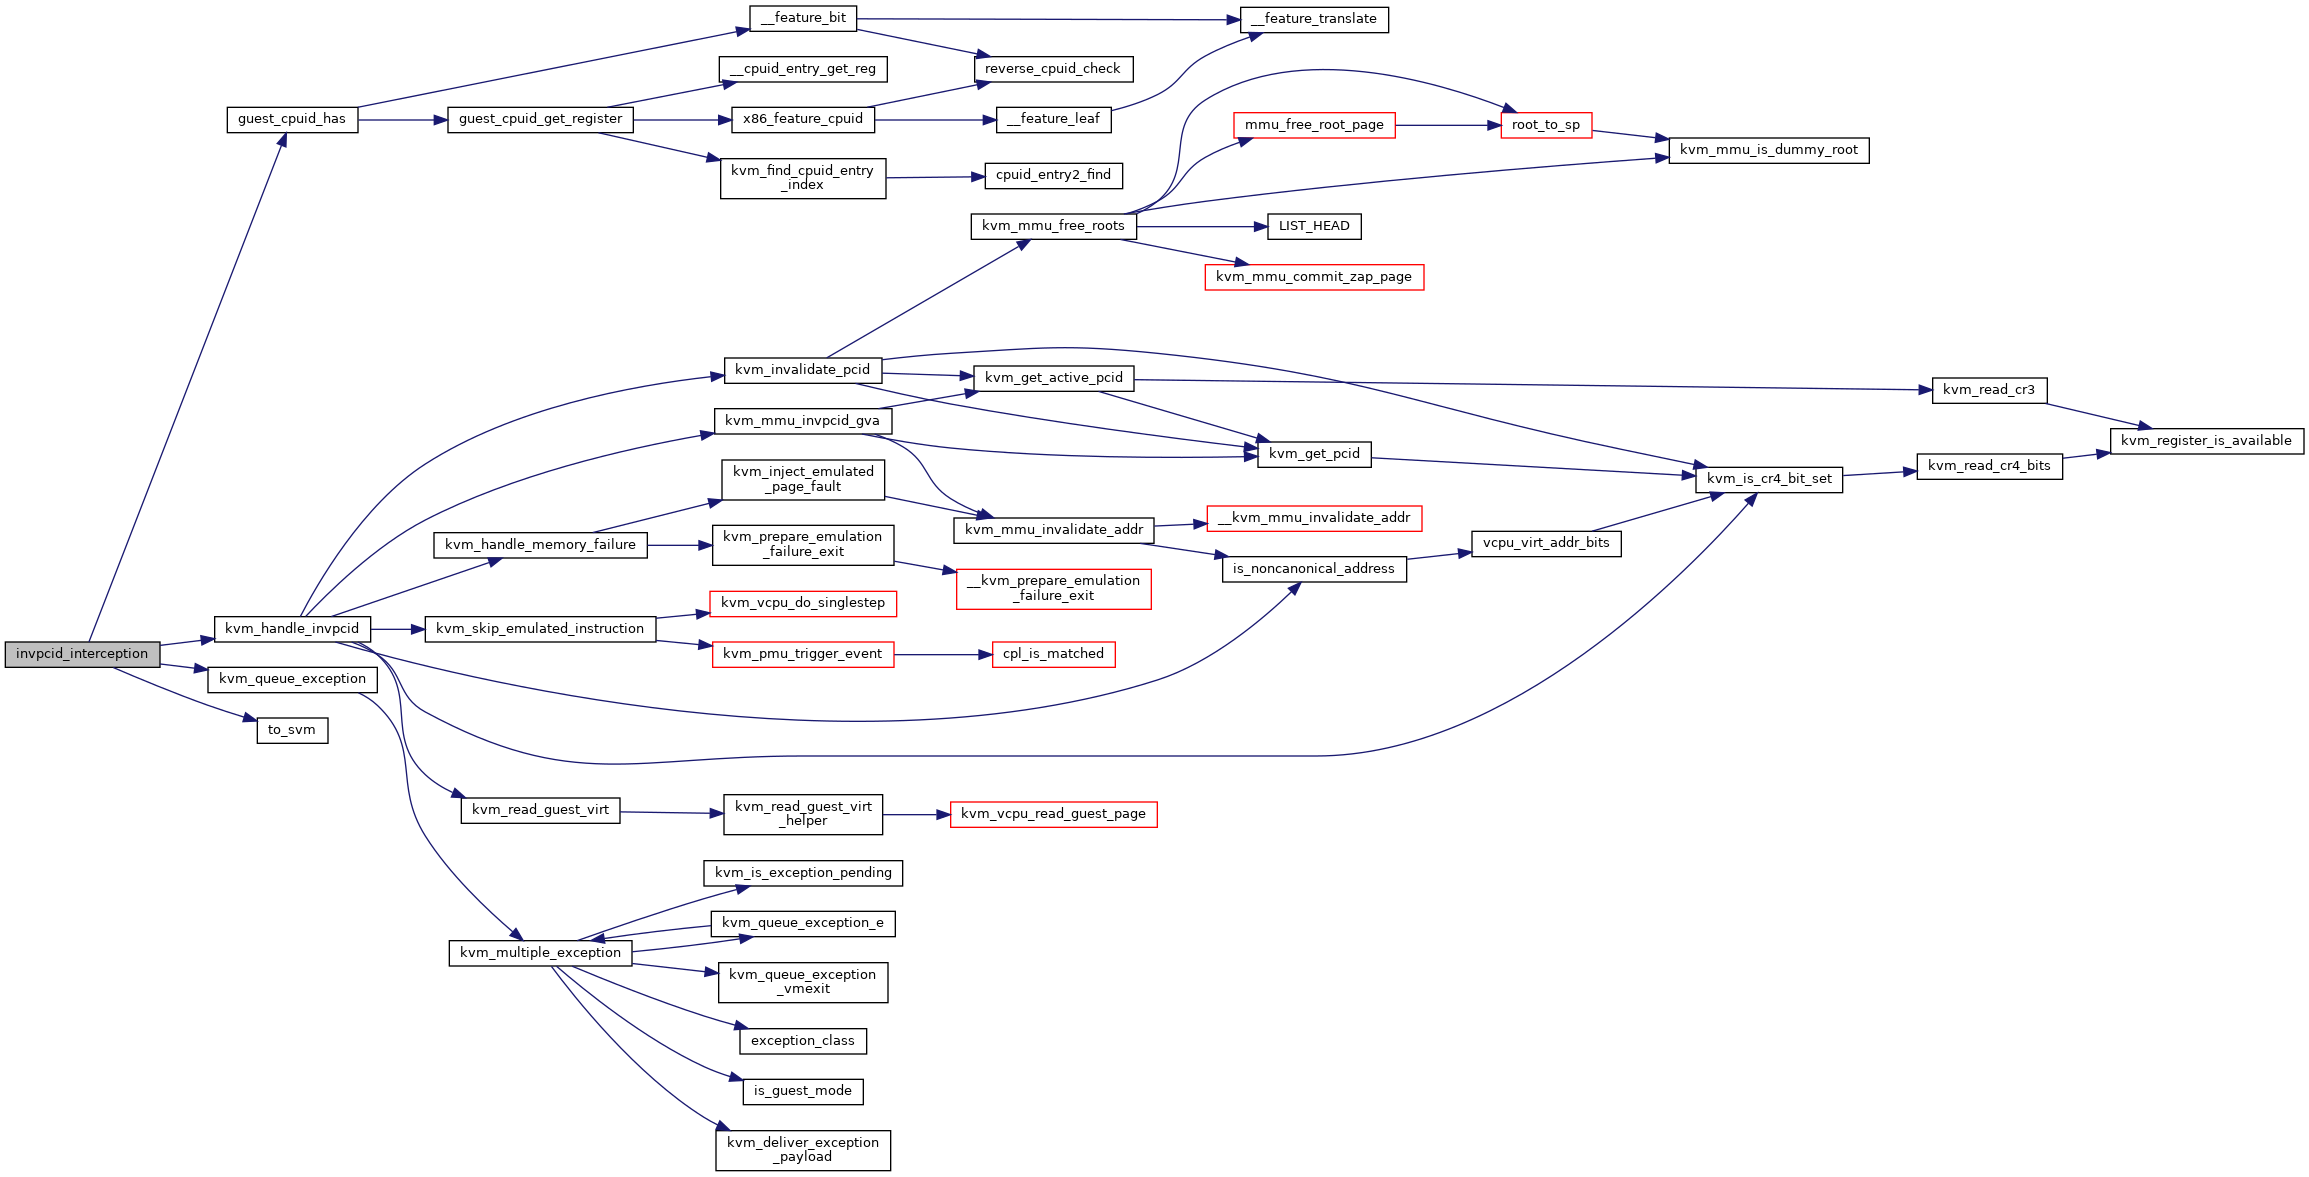 __feature_bit
__feature_translate
__cpuid_entry_get_reg
reverse_cpuid_check
guest_cpuid_has
guest_cpuid_get_register
x86_feature_cpuid
__feature_leaf
mmu_free_root_page
root_to_sp
kvm_mmu_is_dummy_root
kvm_find_cpuid_entry
_index
cpuid_entry2_find
kvm_mmu_free_roots
LIST_HEAD
kvm_mmu_commit_zap_page
kvm_invalidate_pcid
kvm_get_active_pcid
kvm_read_cr3
kvm_mmu_invpcid_gva
kvm_register_is_available
kvm_get_pcid
kvm_read_cr4_bits
kvm_inject_emulated
_page_fault
kvm_is_cr4_bit_set
kvm_mmu_invalidate_addr
__kvm_mmu_invalidate_addr
kvm_handle_memory_failure
kvm_prepare_emulation
_failure_exit
vcpu_virt_addr_bits
is_noncanonical_address
__kvm_prepare_emulation
_failure_exit
kvm_vcpu_do_singlestep
kvm_handle_invpcid
kvm_skip_emulated_instruction
invpcid_interception
kvm_pmu_trigger_event
cpl_is_matched
kvm_queue_exception
to_svm
kvm_read_guest_virt
kvm_read_guest_virt
_helper
kvm_vcpu_read_guest_page
kvm_is_exception_pending
kvm_queue_exception_e
kvm_multiple_exception
kvm_queue_exception
_vmexit
exception_class
is_guest_mode
kvm_deliver_exception
_payload